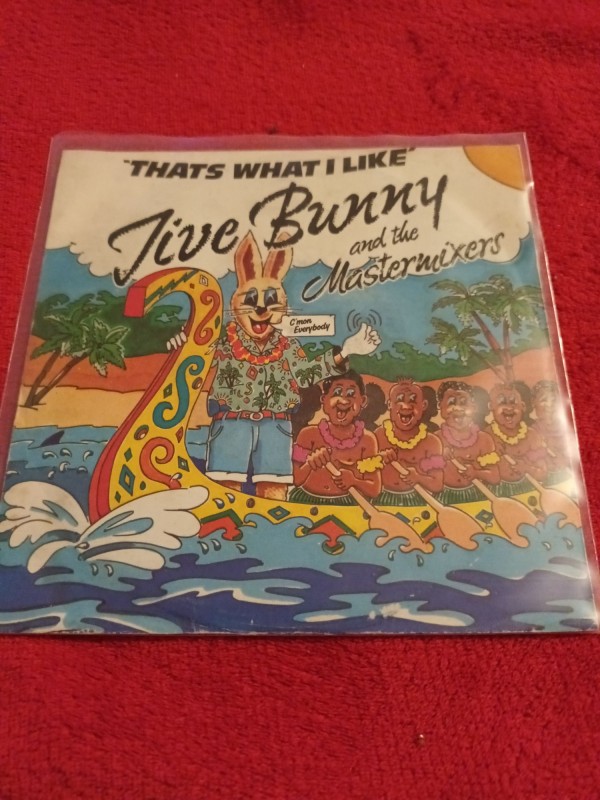 'THATS WHAT I LIKE'
Jive Bunny
and the
Mastermixers
C'mon
Everybody